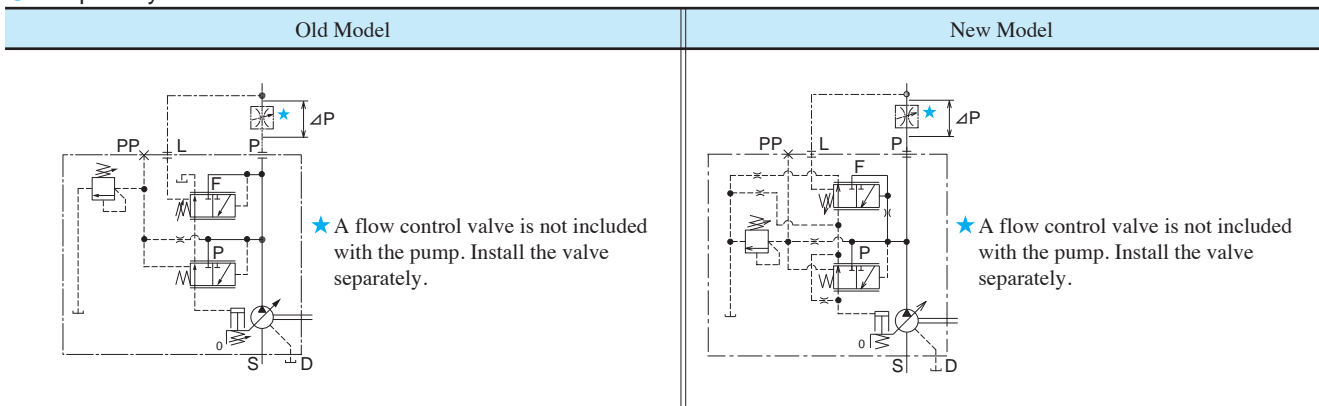 Old Model
New Model
★
⊿P
PP
L
P
F
P
★ A flow control valve is not included
with the pump. Install the valve
separately.
0
S
D
★
⊿P
PP
L
P
F
P
★ A flow control valve is not included
with the pump. Install the valve
separately.
0
S
D